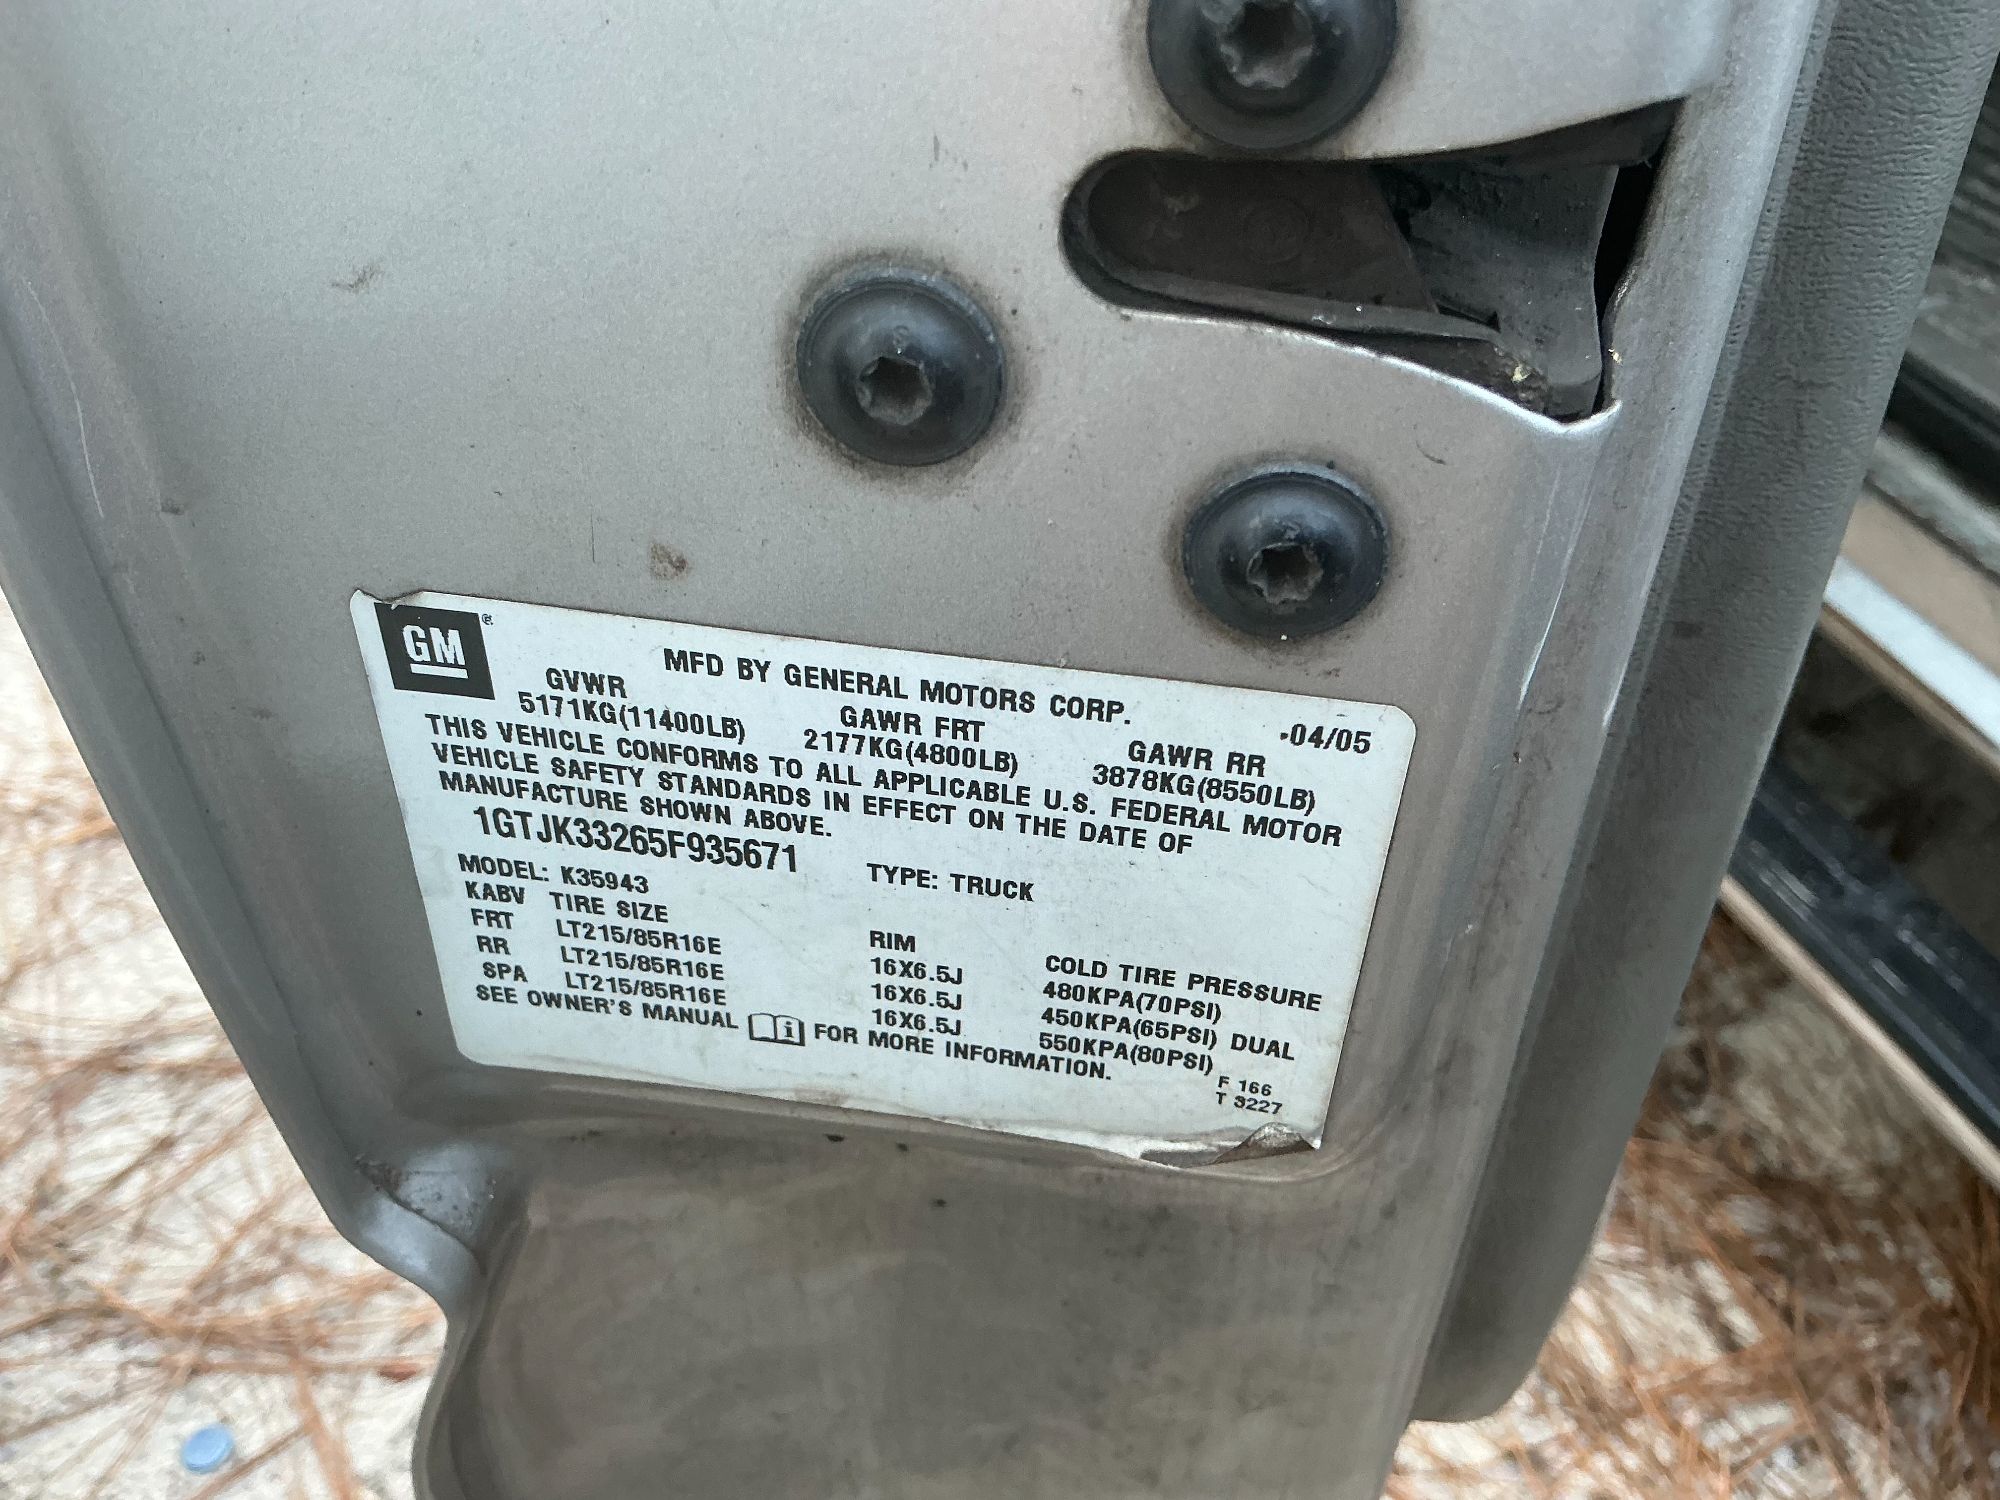 GM
MFD BY GENERAL MOTORS CORP. 04/05
GVWR GAWR FRT GAWR RR
5171KG(11400LB) 2177KG(4800LB) 3878KG(8550LB)
THIS VEHICLE CONFORMS TO ALL APPLICABLE U.S. FEDERAL MOTOR
VEHICLE SAFETY STANDARDS IN EFFECT ON THE DATE OF
MANUFACTURE SHOWN ABOVE.
1GTJK33265F935671 TYPE: TRUCK
MODEL: K35943
KABV TIRE SIZE RIM COLD TIRE PRESSURE
FRT LT215/85R16E 16X6.5J 480KPA(70PSI)
RR LT215/85R16E 16X6.5J 450KPA(65PSI) DUAL
SPA LT215/85R16E 16X6.5J 550KPA(80PSI)
SEE OWNER'S MANUAL i FOR MORE INFORMATION.
F 166
T 3227